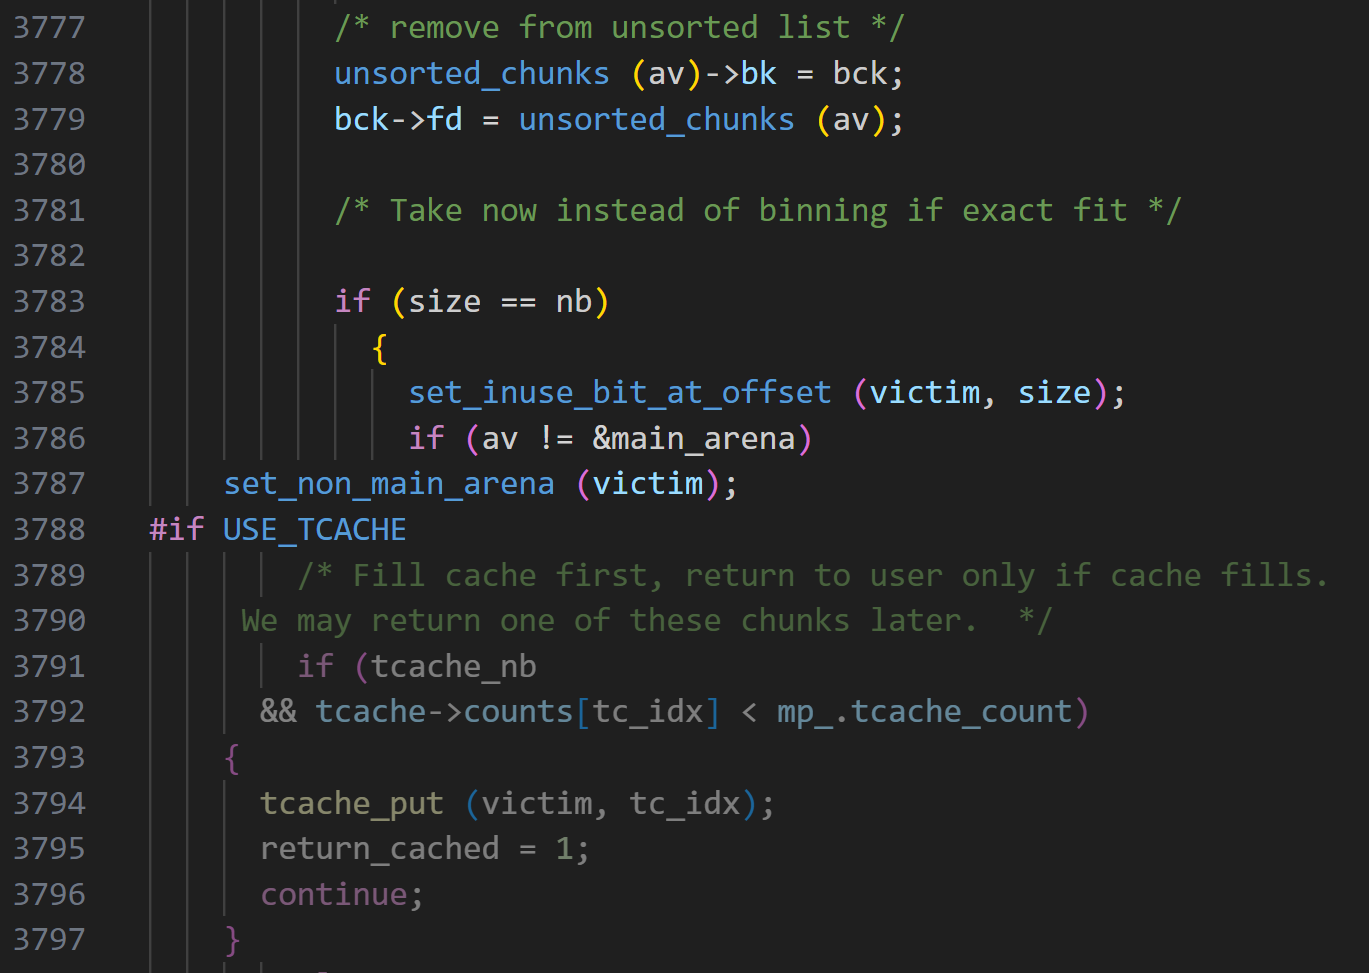 3777 /* remove from unsorted list */
3778 unsorted_chunks (av)->bk = bck;
3779 bck->fd = unsorted_chunks (av);
3780
3781 /* Take now instead of binning if exact fit */
3782
3783 if (size == nb)
3784 {
3785 set_inuse_bit_at_offset (victim, size);
3786 if (av != &main_arena)
3787 set_non_main_arena (victim);
3788 #if USE_TCACHE
3789 /* Fill cache first, return to user only if cache fills.
3790 We may return one of these chunks later.  */
3791 if (tcache_nb
3792 && tcache->counts[tc_idx] < mp_.tcache_count)
3793 {
3794 tcache_put (victim, tc_idx);
3795 return_cached = 1;
3796 continue;
3797 }